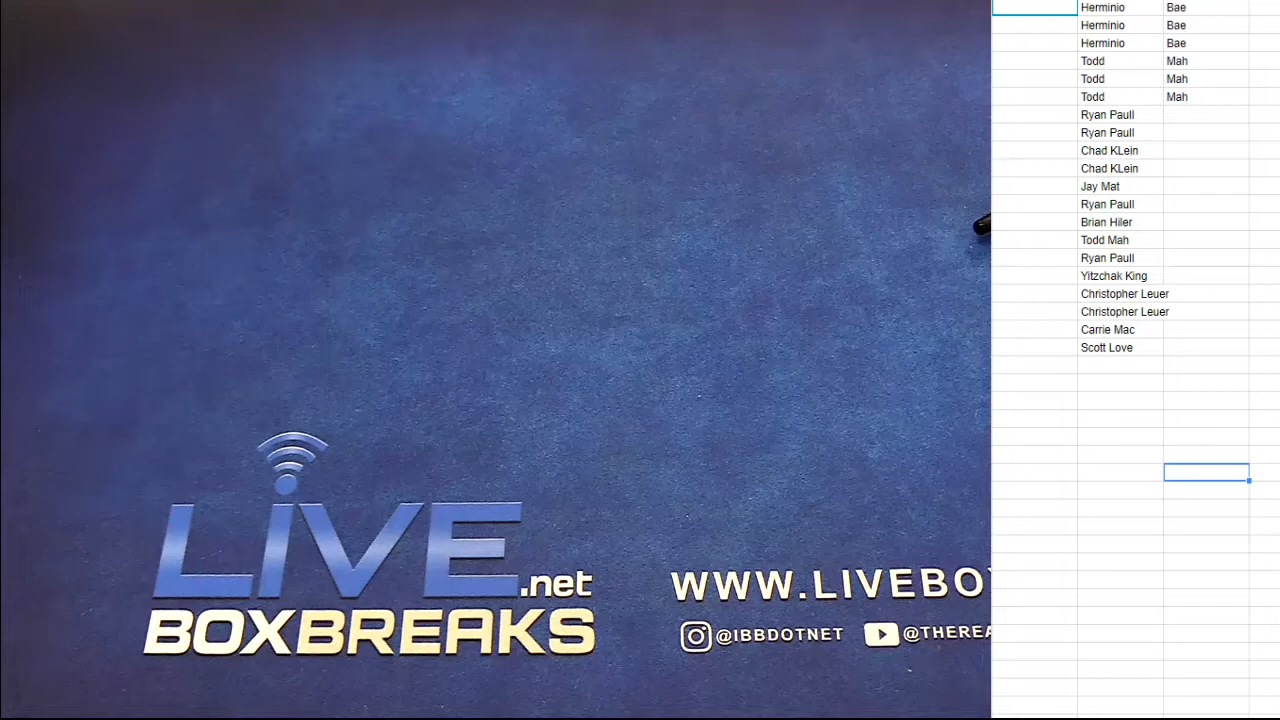 Herminio Bae
Herminio Bae
Herminio Bae
Todd Mah
Todd Mah
Todd Mah
Ryan Paull
Ryan Paull
Chad KLein
Chad KLein
Jay Mat
Ryan Paull
Brian Hiler
Todd Mah
Ryan Paull
Yitzchak King
Christopher Leuer
Christopher Leuer
Carrie Mac
Scott Love
LiVE.net
BOXBREAKS
WWW.LIVEBO
@IBBDOTNET @THEREA